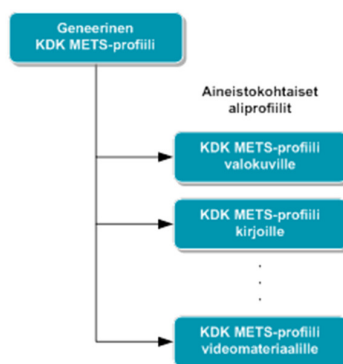 Geneerinen
KDK METS-profiili
Aineistokohtaiset
aliprofiilit
KDK METS-profiili
valokuville
KDK METS-profiili
kirjoille
.
.
.
KDK METS-profiili
videomateriaalille